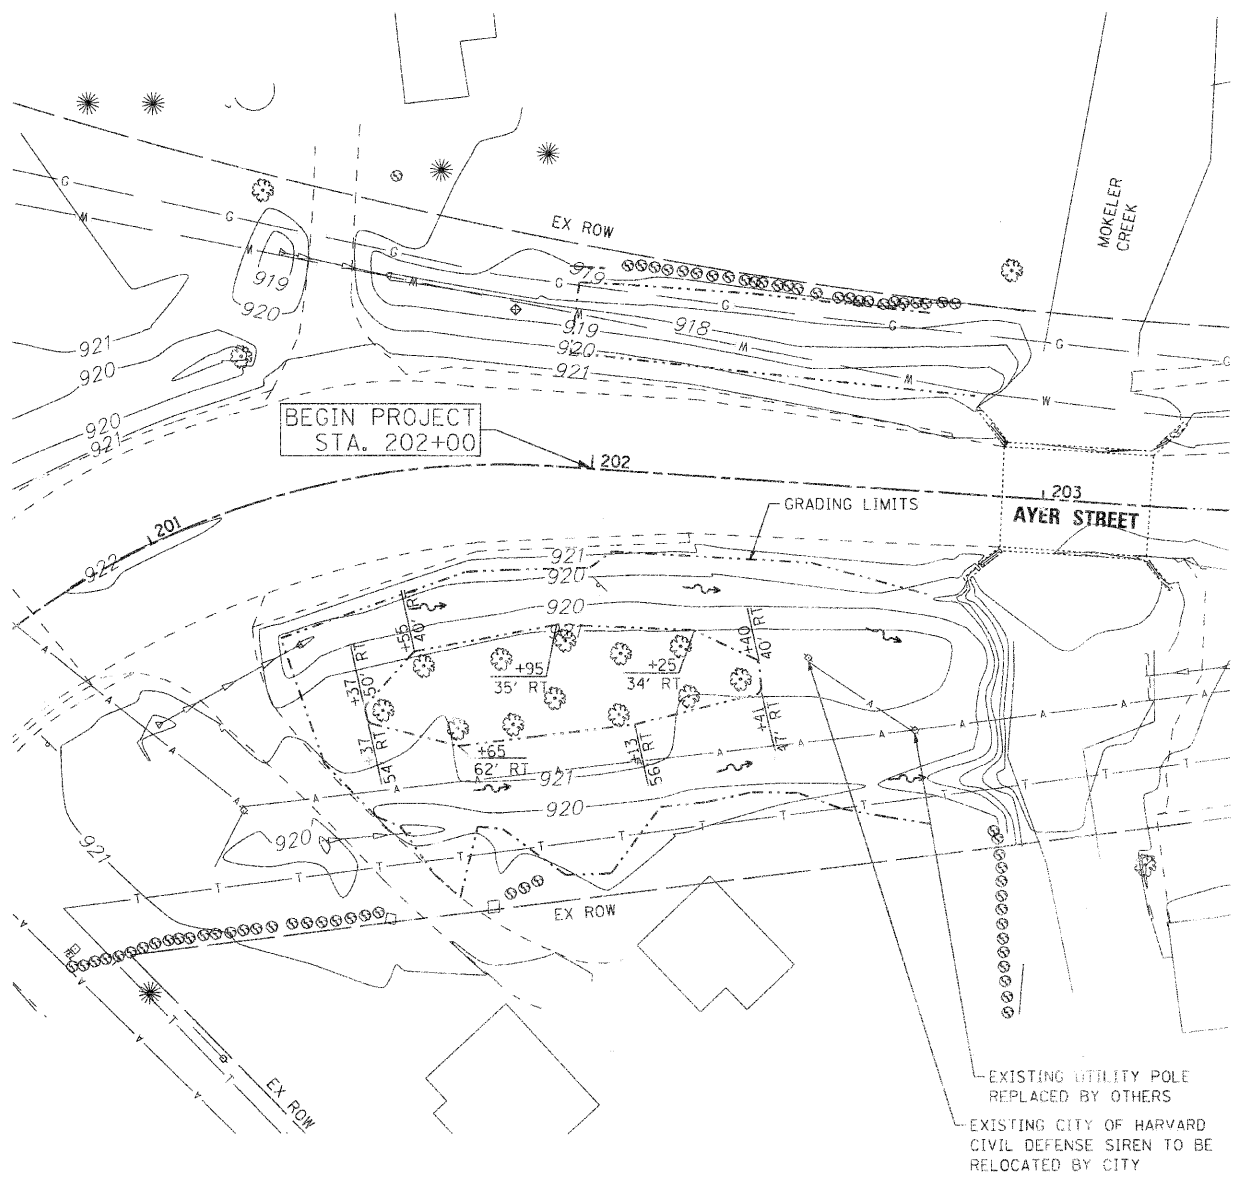 EX ROW
MOKELER
CREEK
G
G
G
G
G
G
G
G
M
M
M
M
M
M
W
919
920
919
918
919
920
921
921
920
920
921
BEGIN PROJECT
STA. 202+00
202
203
201
922
AYER STREET
GRADING LIMITS
921
920
920
+55
40' RT
+40
40' RT
+37
50' RT
+95
35' RT
+25
34' RT
+37
54' RT
+65
62' RT
+13
56' RT
+41
47' RT
921
920
920
921
A
A
A
A
A
A
A
A
A
A
T
T
T
T
T
T
T
T
T
T
T
T
EX ROW
EX ROW
EXISTING UTILITY POLE
REPLACED BY OTHERS
EXISTING CITY OF HARVARD
CIVIL DEFENSE SIREN TO BE
RELOCATED BY CITY